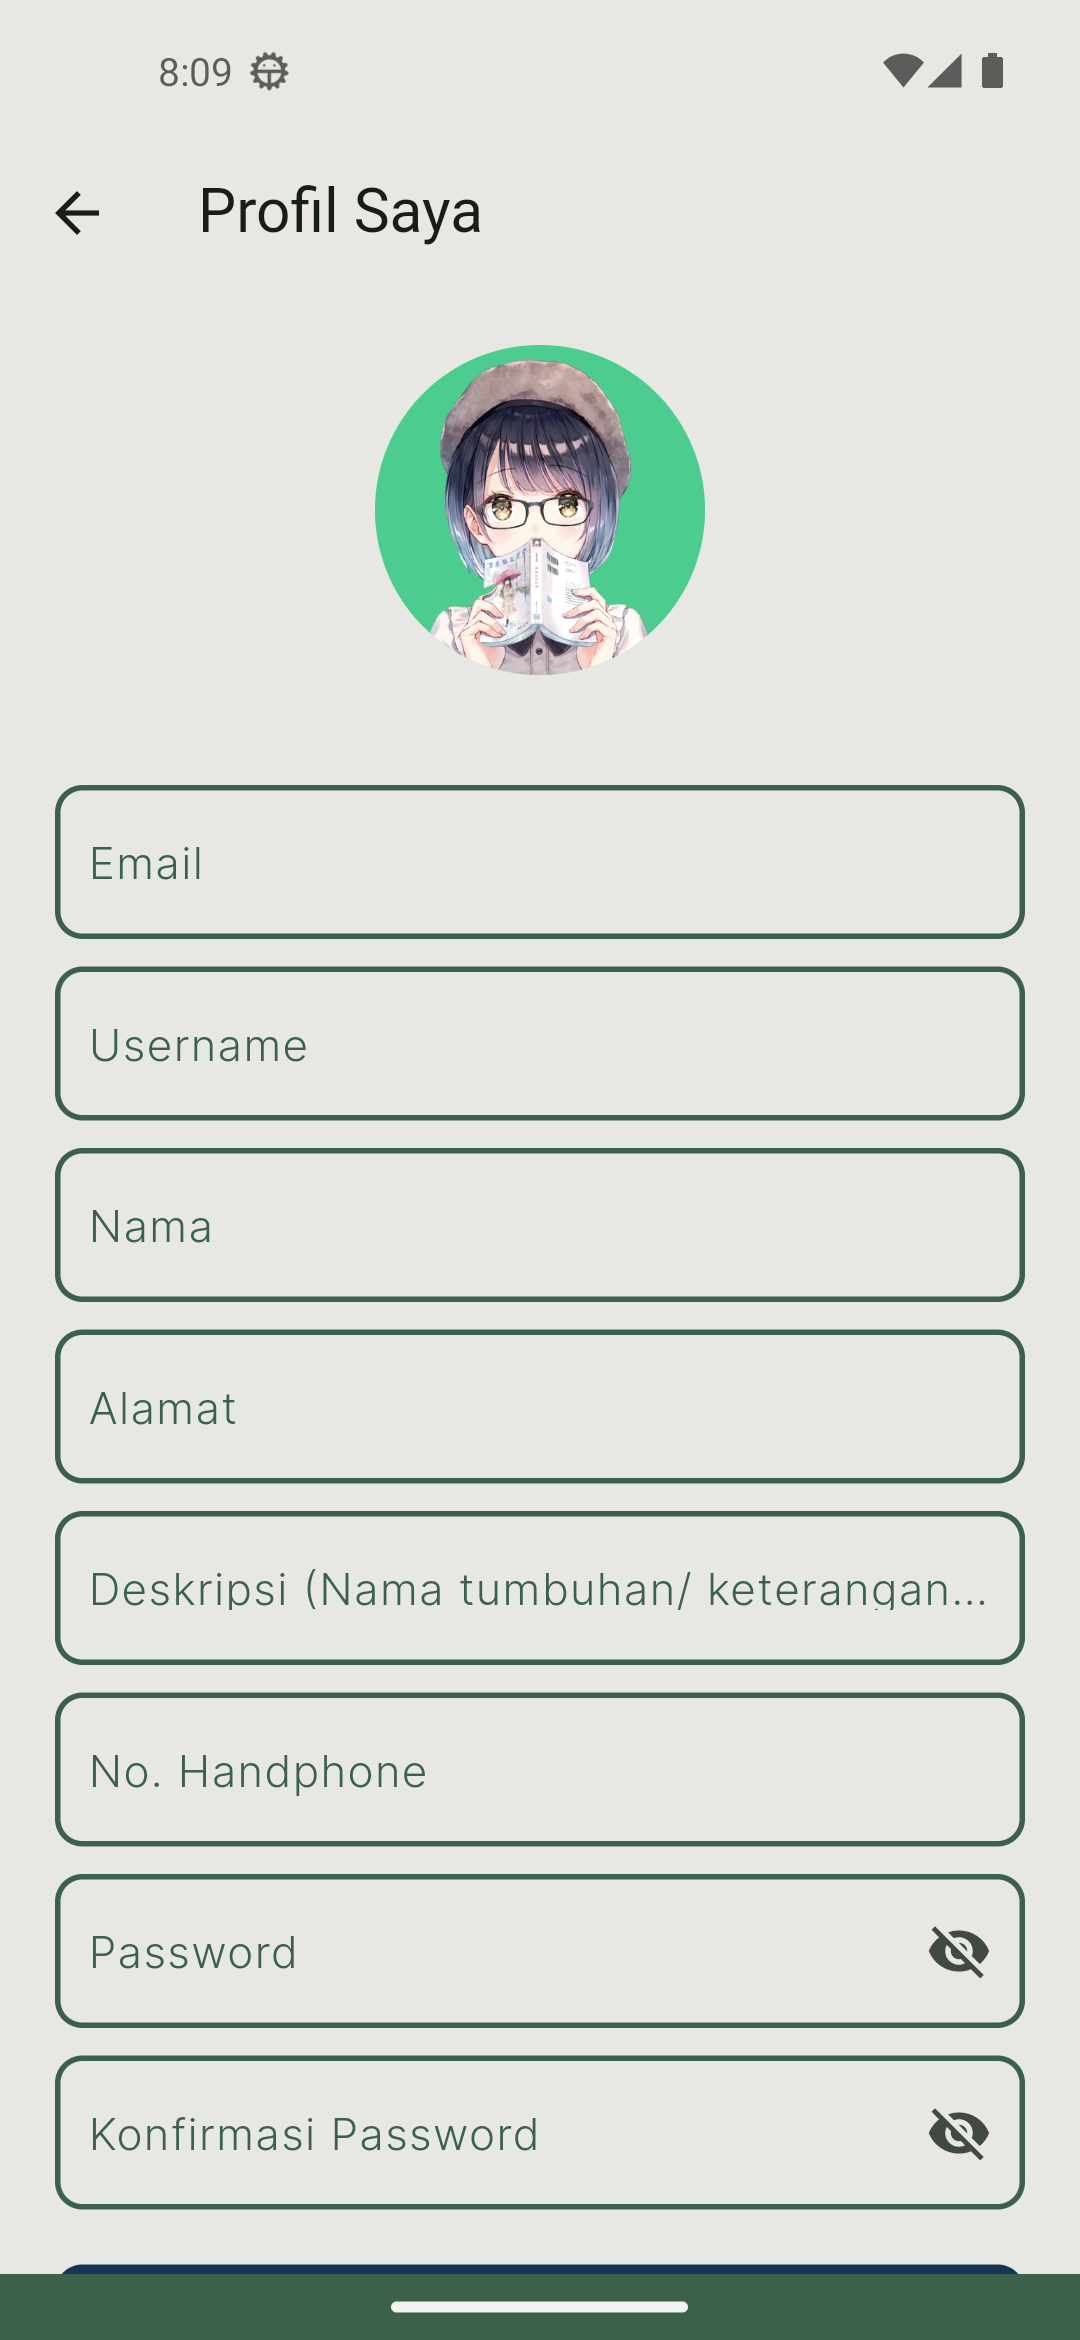 8:09
Profil Saya
Email
Username
Nama
Alamat
Deskripsi (Nama tumbuhan/ keterangan...
No. Handphone
Password
Konfirmasi Password